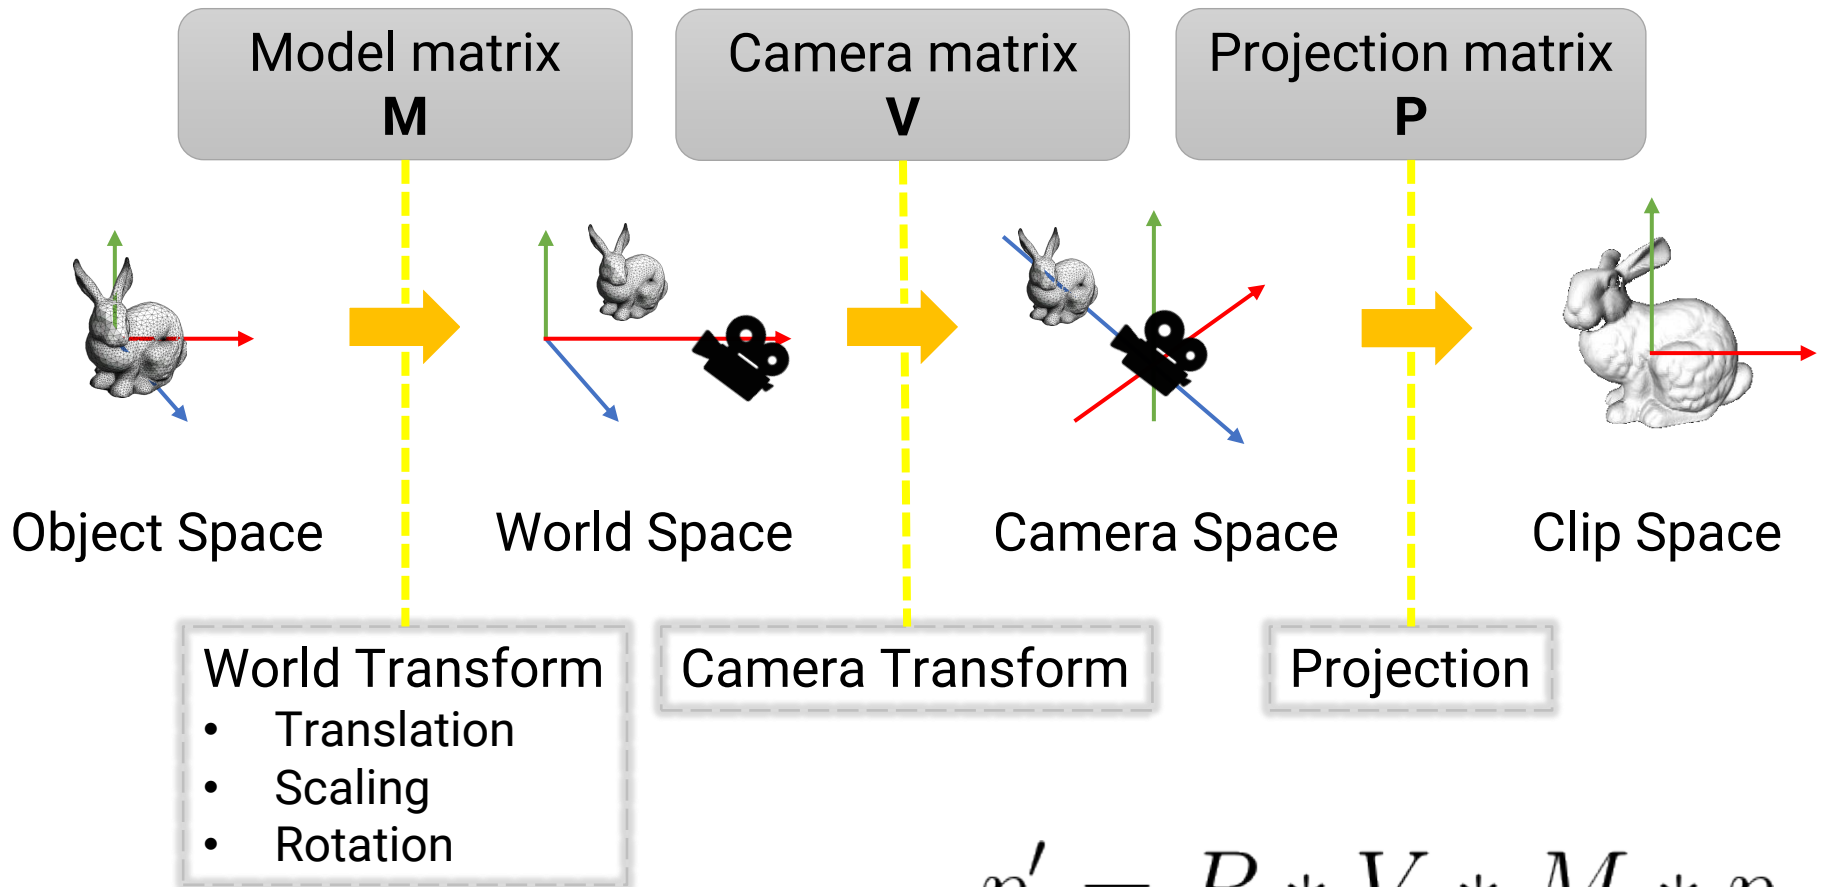 Model matrix
M
Camera matrix
V
Projection matrix
P
Object Space
World Space
Camera Space
Clip Space
World Transform
• Translation
• Scaling
• Rotation
Camera Transform
Projection
p′ = P * V * M * p